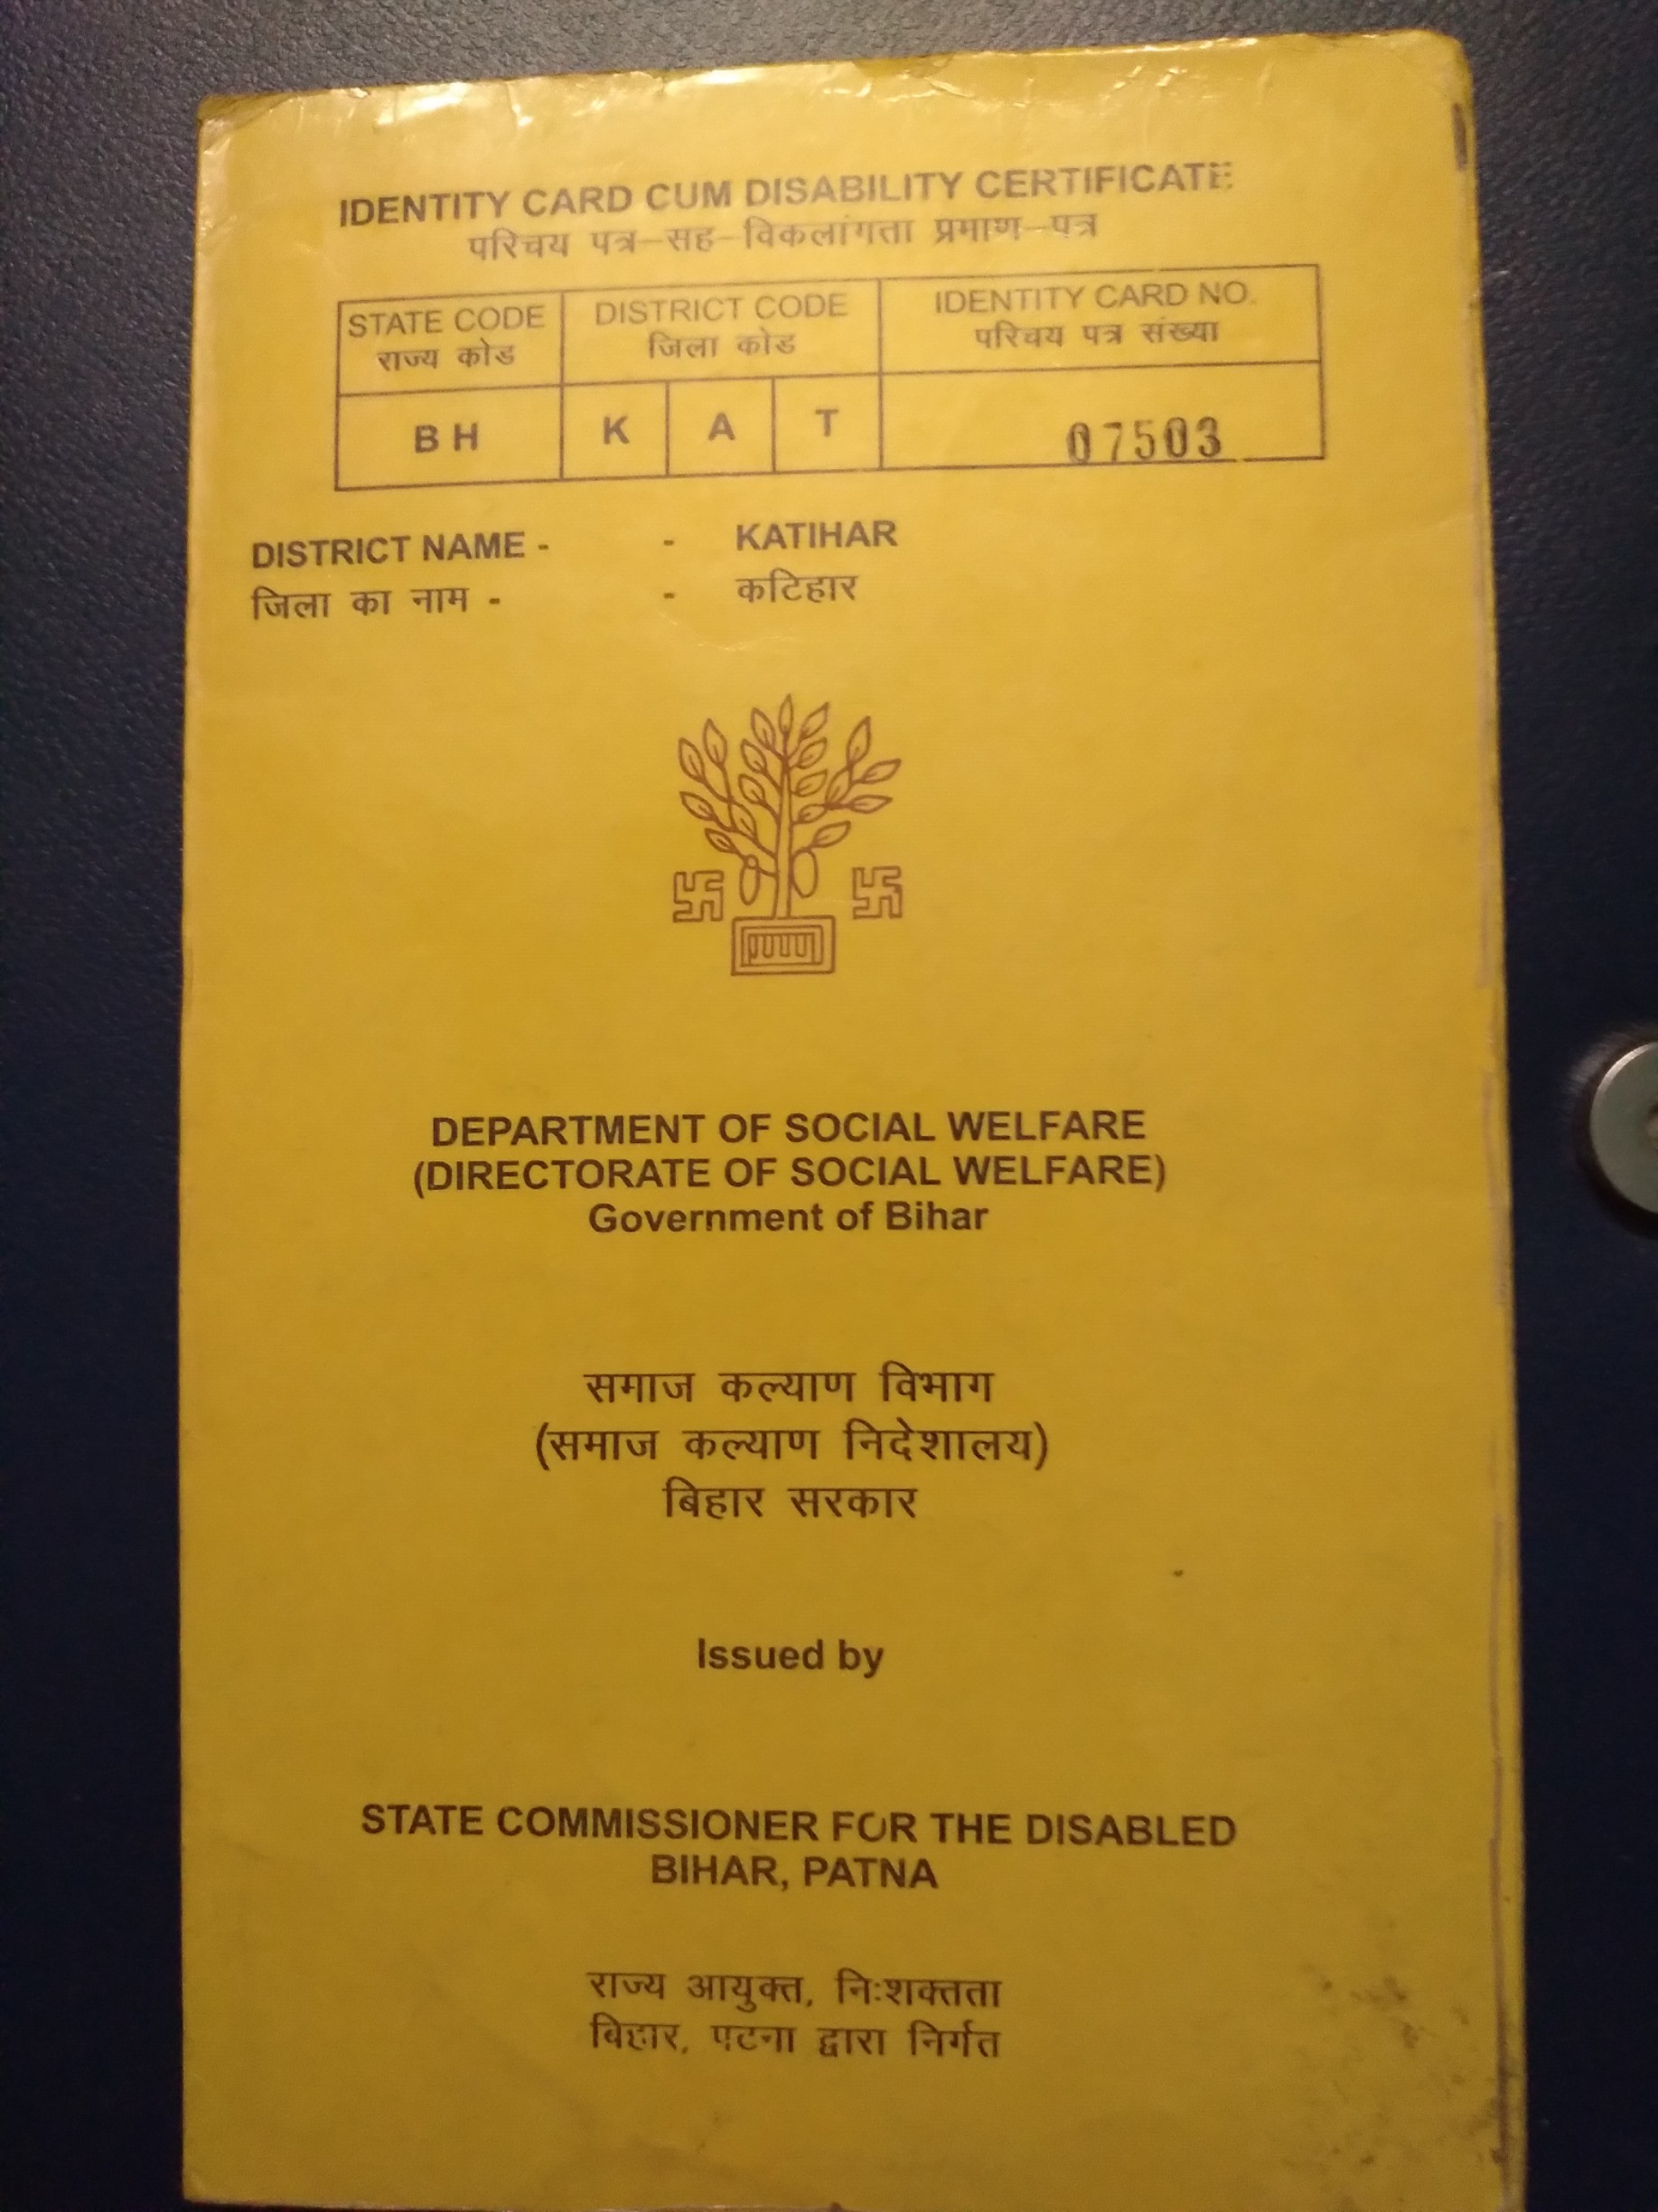 IDENTITY CARD CUM DISABILITY CERTIFICATE
परिचय पत्र–सह–विकलांगता प्रमाण–पत्र
STATE CODE DISTRICT CODE IDENTITY CARD NO.
राज्य कोड जिला कोड परिचय पत्र संख्या
BH K A T 07503
DISTRICT NAME - - KATIHAR
जिला का नाम - - कटिहार
DEPARTMENT OF SOCIAL WELFARE
(DIRECTORATE OF SOCIAL WELFARE)
Government of Bihar
समाज कल्याण विभाग
(समाज कल्याण निदेशालय)
बिहार सरकार
Issued by
STATE COMMISSIONER FOR THE DISABLED
BIHAR, PATNA
राज्य आयुक्त, निःशक्तता
बिहार, पटना द्वारा निर्गत